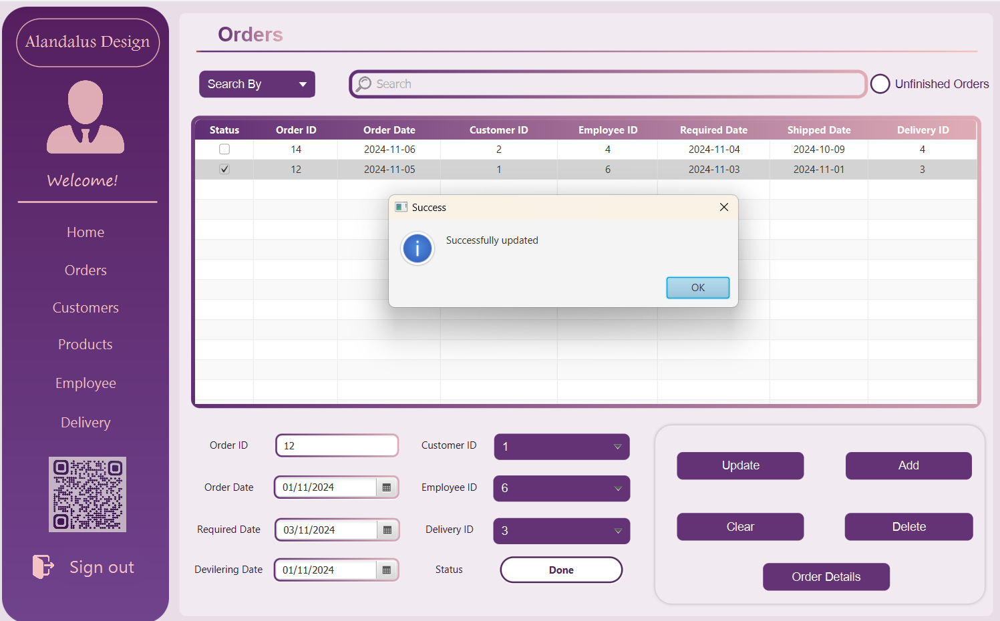 Alandalus Design
Welcome!
Home
Orders
Customers
Products
Employee
Delivery
Sign out
Orders
Search By
Search
Unfinished Orders
Status Order ID Order Date Customer ID Employee ID Required Date Shipped Date Delivery ID
14 2024-11-06 2 4 2024-11-04 2024-10-09 4
12 2024-11-05 1 6 2024-11-03 2024-11-01 3
Success
Successfully updated
OK
Order ID 12 Customer ID 1
Order Date 01/11/2024 Employee ID 6
Required Date 03/11/2024 Delivery ID 3
Devilering Date 01/11/2024 Status Done
Update Add
Clear Delete
Order Details